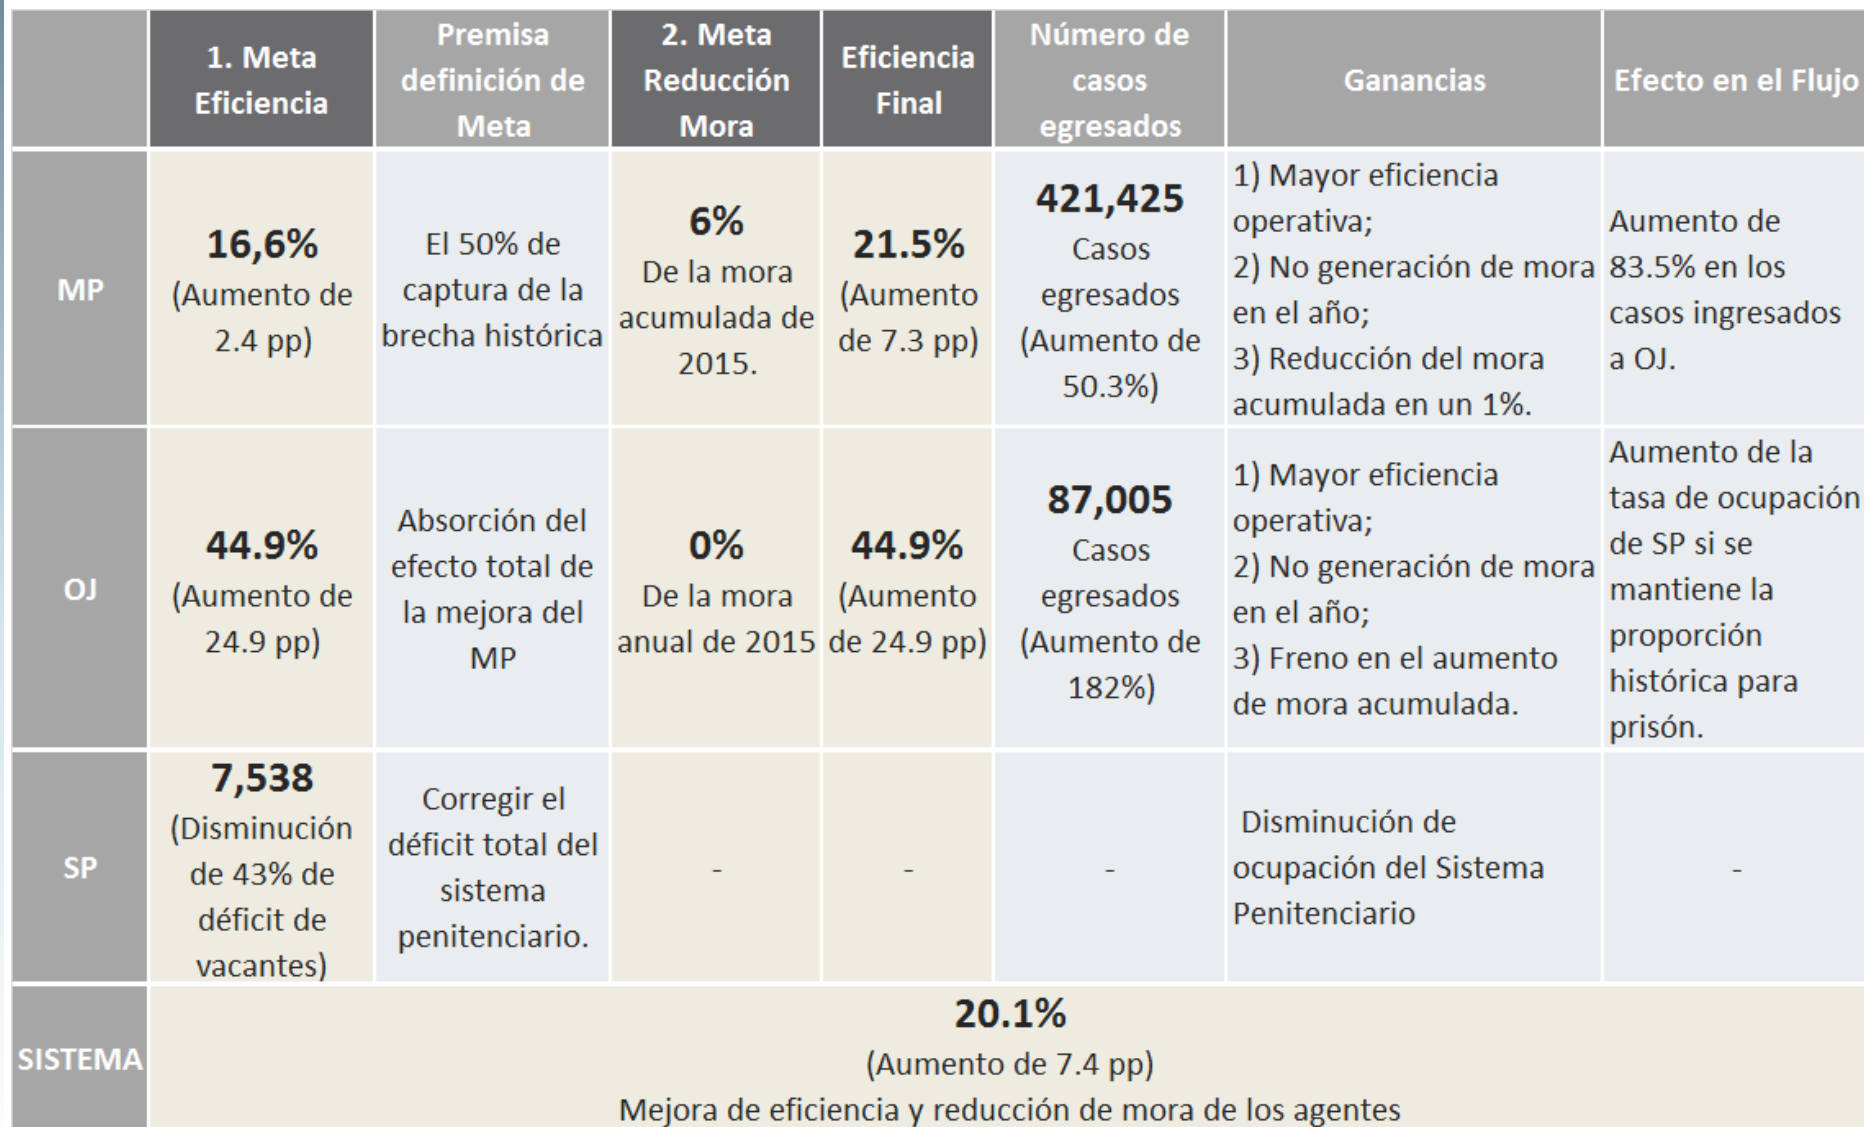 1. Meta
Eficiencia
Premisa
definición de
Meta
2. Meta
Reducción
Mora
Eficiencia
Final
Número de
casos
egresados
Ganancias
Efecto en el Flujo
MP
16,6%
(Aumento de
2.4 pp)
El 50% de
captura de la
brecha histórica
6%
De la mora
acumulada de
2015.
21.5%
(Aumento
de 7.3 pp)
421,425
Casos
egresados
(Aumento de
50.3%)
1) Mayor eficiencia
operativa;
2) No generación de mora
en el año;
3) Reducción del mora
acumulada en un 1%.
Aumento de
83.5% en los
casos ingresados
a OJ.
OJ
44.9%
(Aumento de
24.9 pp)
Absorción del
efecto total de
la mejora del
MP
0%
De la mora
anual de 2015
44.9%
(Aumento
de 24.9 pp)
87,005
Casos
egresados
(Aumento de
182%)
1) Mayor eficiencia
operativa;
2) No generación de mora
en el año;
3) Freno en el aumento
de mora acumulada.
Aumento de la
tasa de ocupación
de SP si se
mantiene la
proporción
histórica para
prisón.
SP
7,538
(Disminución
de 43% de
déficit de
vacantes)
Corregir el
déficit total del
sistema
penitenciario.
-
-
-
Disminución de
ocupación del Sistema
Penitenciario
-
SISTEMA
20.1%
(Aumento de 7.4 pp)
Mejora de eficiencia y reducción de mora de los agentes